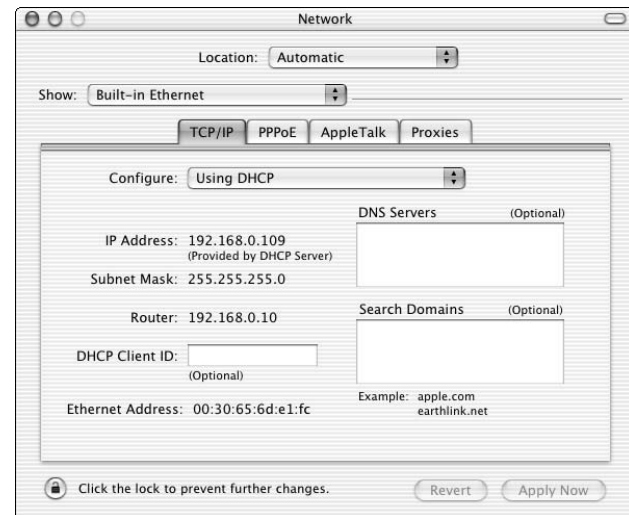 Network
Location: Automatic
Show: Built-in Ethernet
TCP/IP PPPoE AppleTalk Proxies
Configure: Using DHCP
DNS Servers (Optional)
IP Address: 192.168.0.109
(Provided by DHCP Server)
Subnet Mask: 255.255.255.0
Router: 192.168.0.10
Search Domains (Optional)
DHCP Client ID:
(Optional)
Example: apple.com
earthlink.net
Ethernet Address: 00:30:65:6d:e1:fc
Click the lock to prevent further changes.
Revert Apply Now